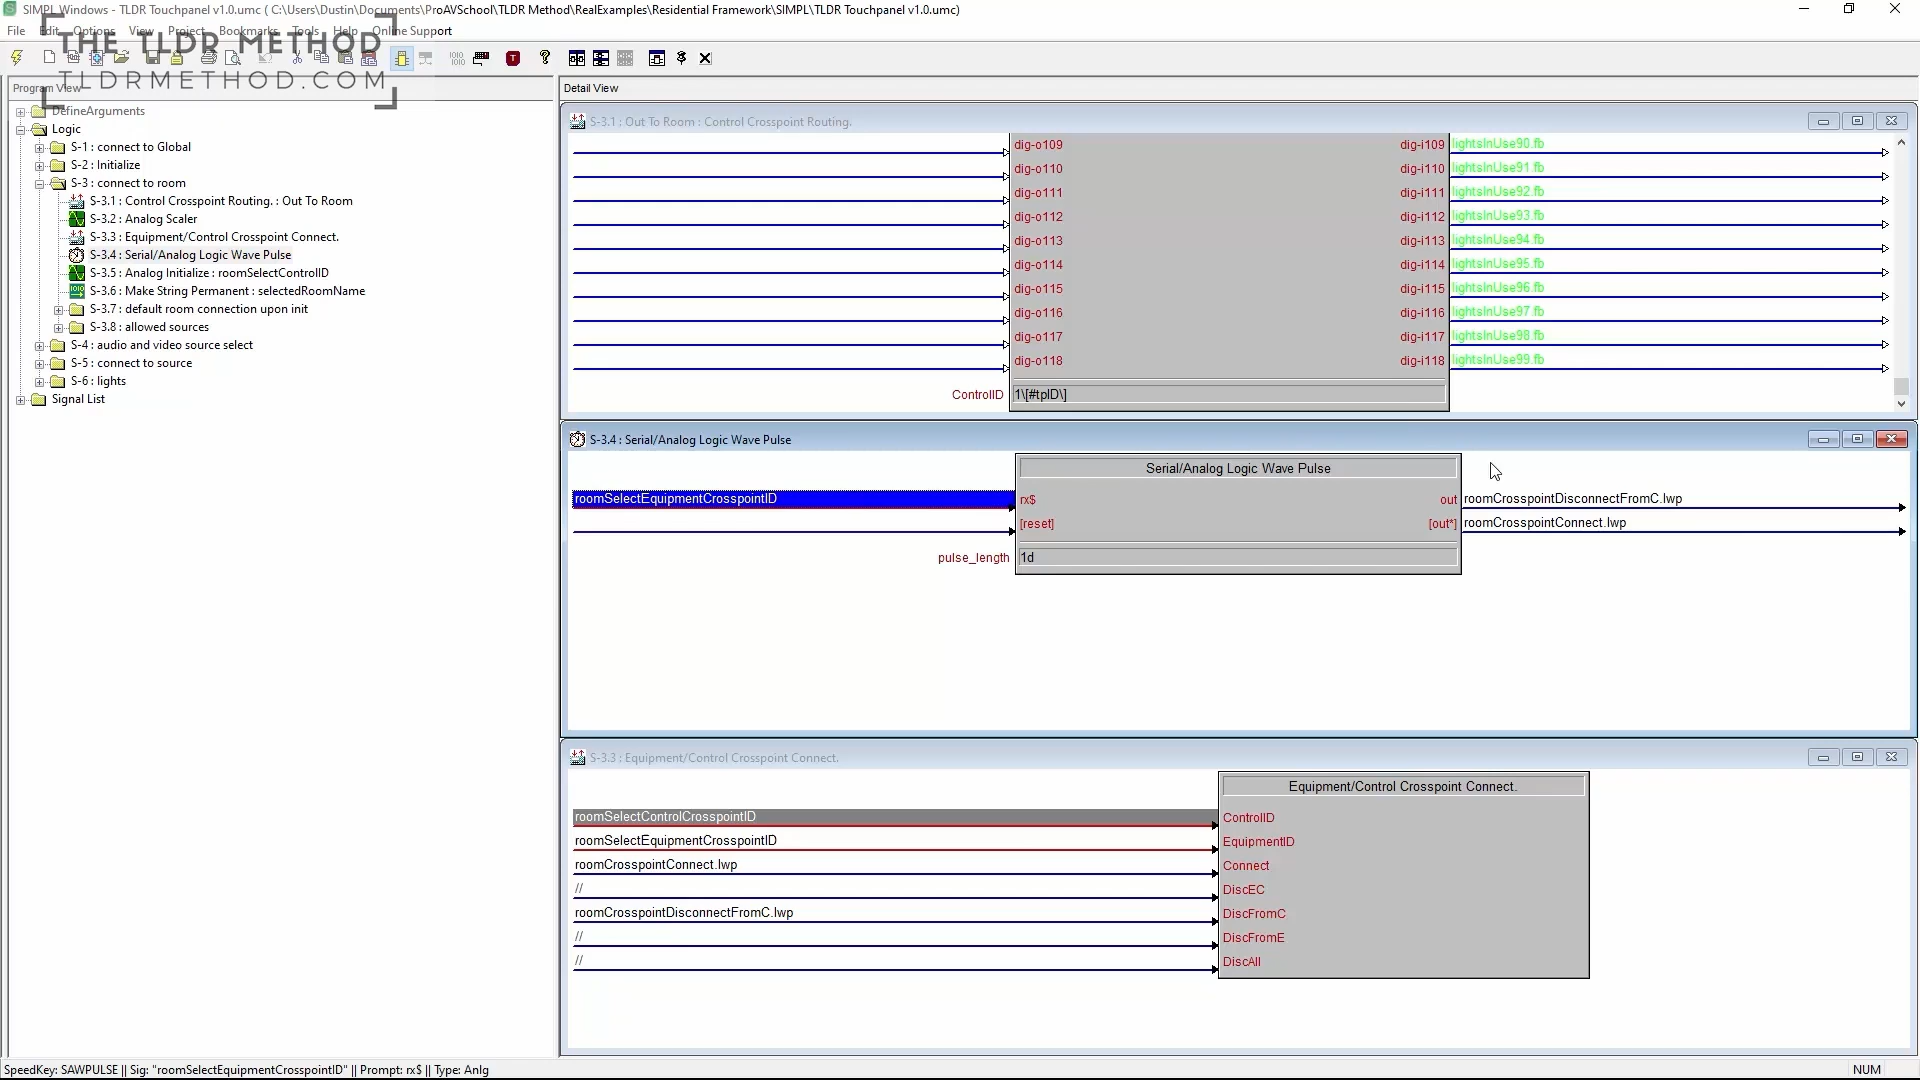 SIMPL Windows - TLDR Touchpanel v1.0.umc ( C:\Users\Dustin\Documents\ProAVSchool\TLDR Method\RealExamples\Residential Framework\SIMPL\TLDR Touchpanel v1.0.umc)
File Edit Options View Project Bookmarks Tools Help Online Support
THE TLDR METHOD
TLDRMETHOD.COM
Program View
DefineArguments
Logic
S-1 : connect to Global
S-2 : Initialize
S-3 : connect to room
S-3.1 : Control Crosspoint Routing. : Out To Room
S-3.2 : Analog Scaler
S-3.3 : Equipment/Control Crosspoint Connect.
S-3.4 : Serial/Analog Logic Wave Pulse
S-3.5 : Analog Initialize : roomSelectControlID
S-3.6 : Make String Permanent : selectedRoomName
S-3.7 : default room connection upon init
S-3.8 : allowed sources
S-4 : audio and video source select
S-5 : connect to source
S-6 : lights
Signal List
Detail View
S-3.1 : Out To Room : Control Crosspoint Routing.
dig-o109 dig-i109 lightsInUse90.fb
dig-o110 dig-i110 lightsInUse91.fb
dig-o111 dig-i111 lightsInUse92.fb
dig-o112 dig-i112 lightsInUse93.fb
dig-o113 dig-i113 lightsInUse94.fb
dig-o114 dig-i114 lightsInUse95.fb
dig-o115 dig-i115 lightsInUse96.fb
dig-o116 dig-i116 lightsInUse97.fb
dig-o117 dig-i117 lightsInUse98.fb
dig-o118 dig-i118 lightsInUse99.fb
ControlID 1\[#tpID\]
S-3.4 : Serial/Analog Logic Wave Pulse
Serial/Analog Logic Wave Pulse
roomSelectEquipmentCrosspointID rx$ out roomCrosspointDisconnectFromC.lwp
[reset] [out*] roomCrosspointConnect.lwp
pulse_length 1d
S-3.3 : Equipment/Control Crosspoint Connect.
Equipment/Control Crosspoint Connect.
roomSelectControlCrosspointID ControlID
roomSelectEquipmentCrosspointID EquipmentID
roomCrosspointConnect.lwp Connect
// DiscEC
roomCrosspointDisconnectFromC.lwp DiscFromC
// DiscFromE
// DiscAll
SpeedKey: SAWPULSE || Sig: "roomSelectEquipmentCrosspointID" || Prompt: rx$ || Type: Anlg
NUM